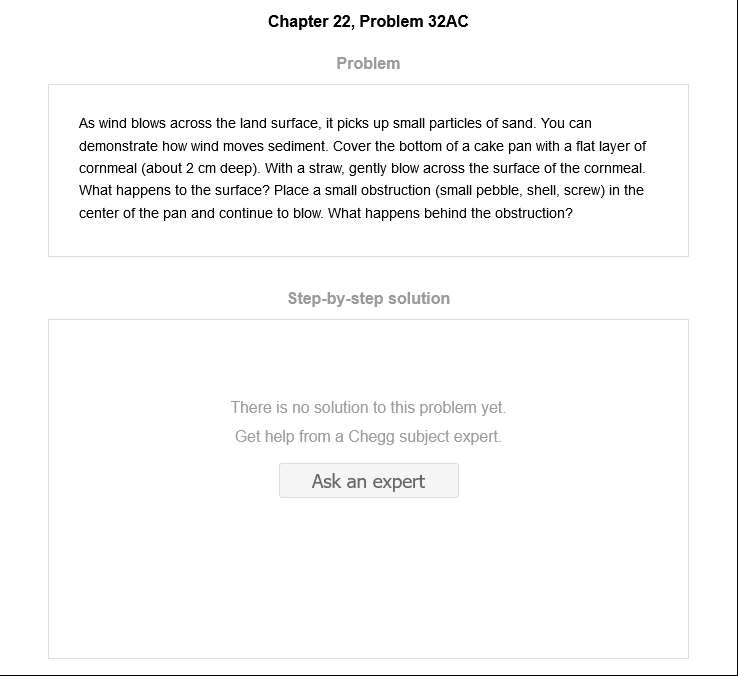 Chapter 22, Problem 32AC
Problem
As wind blows across the land surface, it picks up small particles of sand. You can
demonstrate how wind moves sediment. Cover the bottom of a cake pan with a flat layer of
cornmeal (about 2 cm deep). With a straw, gently blow across the surface of the cornmeal.
What happens to the surface? Place a small obstruction (small pebble, shell, screw) in the
center of the pan and continue to blow. What happens behind the obstruction?
Step-by-step solution
There is no solution to this problem yet.
Get help from a Chegg subject expert.
Ask an expert